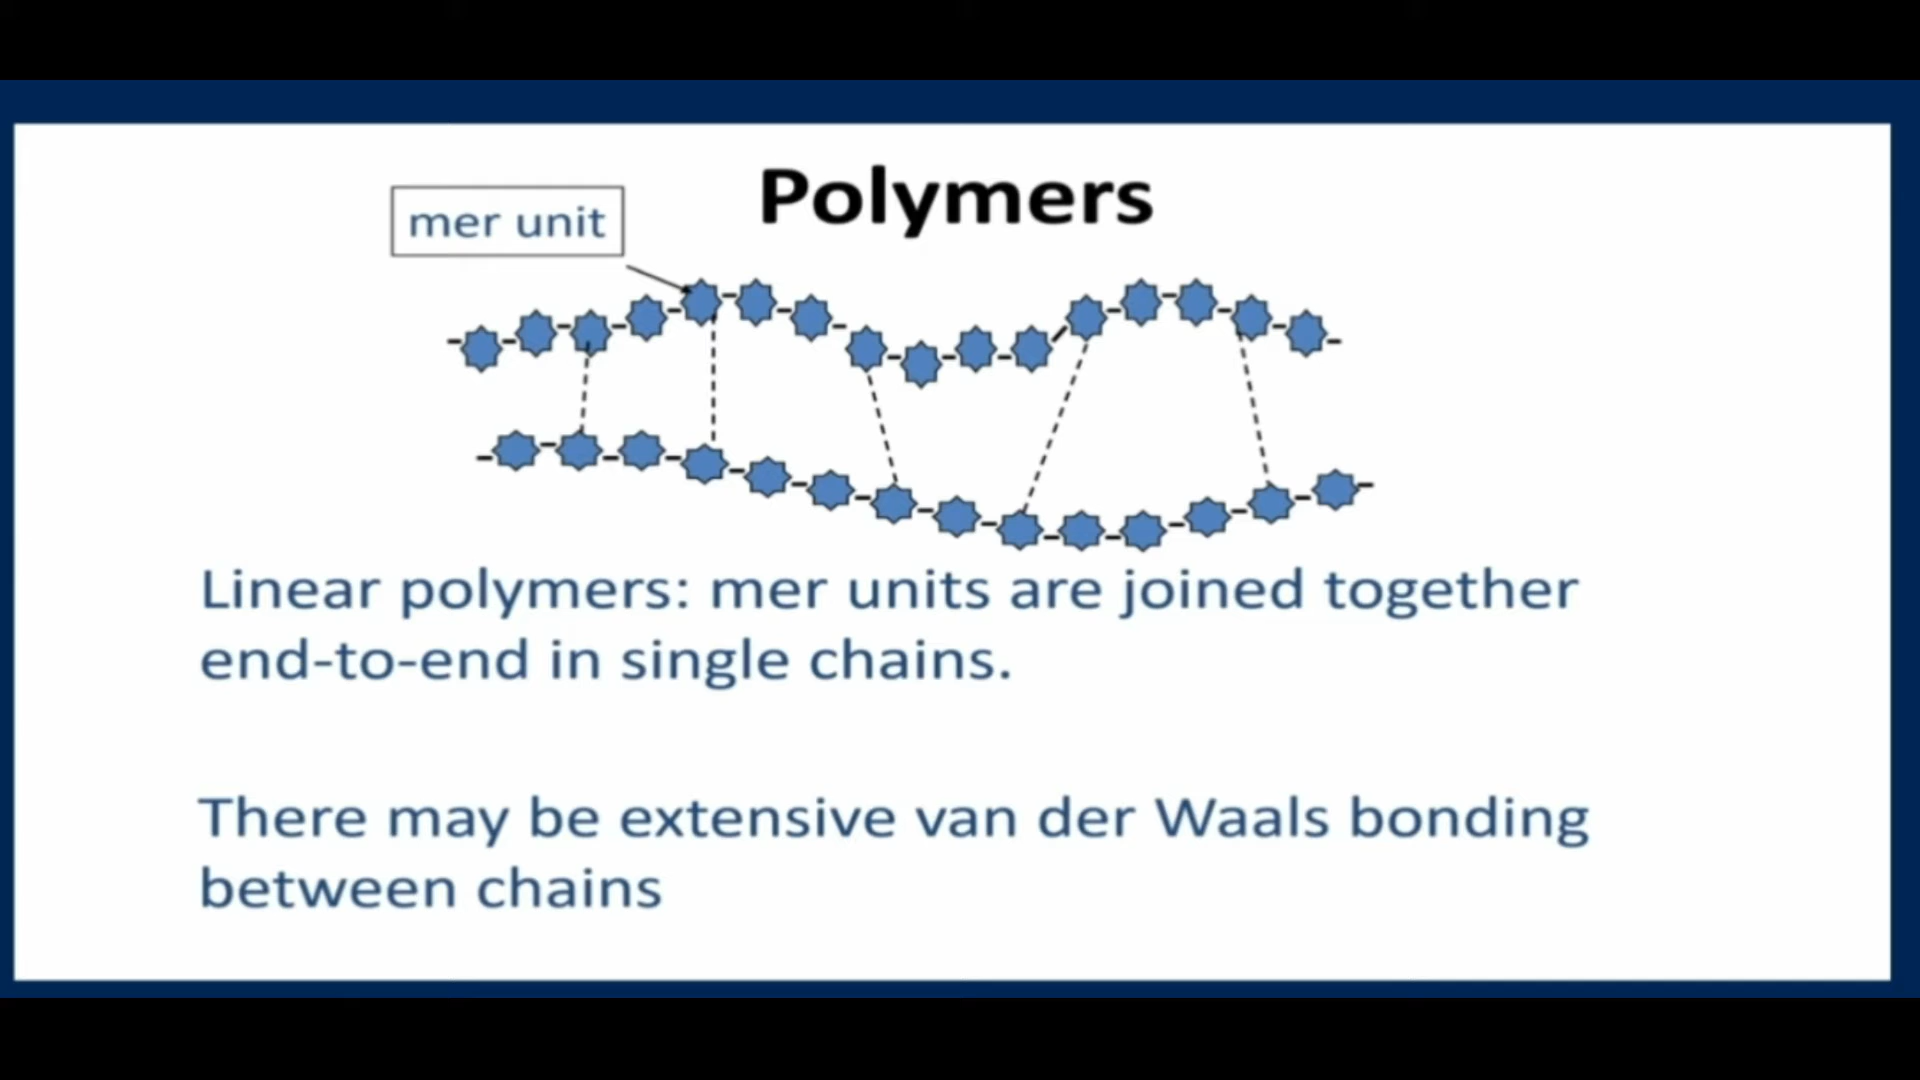 Polymers
mer unit
Linear polymers: mer units are joined together
end-to-end in single chains.
There may be extensive van der Waals bonding
between chains